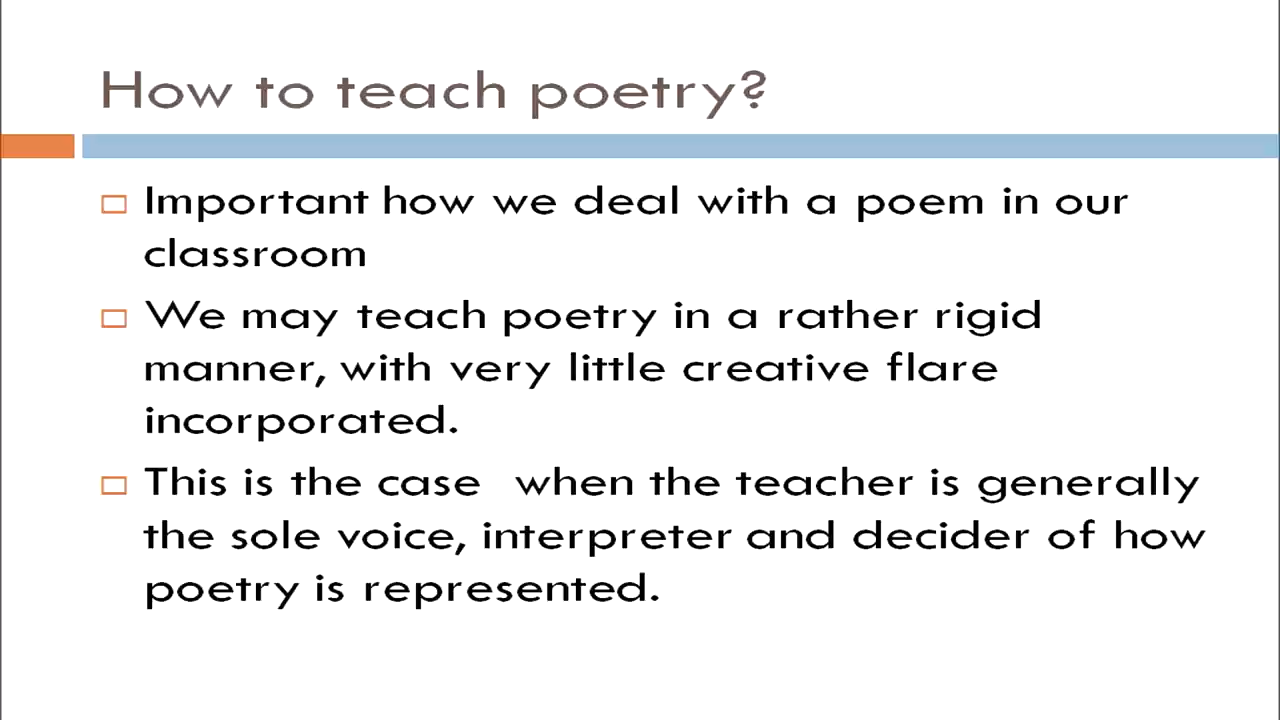 How to teach poetry?
Important how we deal with a poem in our
classroom
We may teach poetry in a rather rigid
manner, with very little creative flare
incorporated.
This is the case  when the teacher is generally
the sole voice, interpreter and decider of how
poetry is represented.